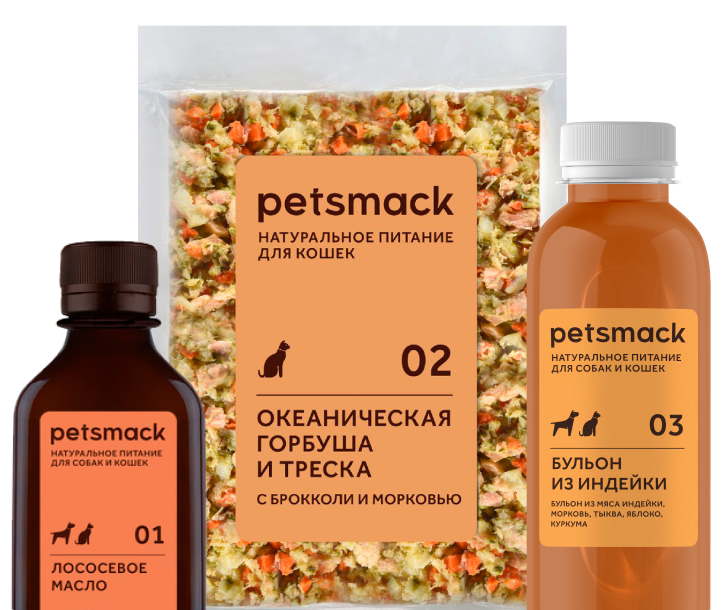 petsmack
НАТУРАЛЬНОЕ ПИТАНИЕ
ДЛЯ СОБАК И КОШЕК
01
ЛОСОСЕВОЕ
МАСЛО
petsmack
НАТУРАЛЬНОЕ ПИТАНИЕ
ДЛЯ КОШЕК
02
ОКЕАНИЧЕСКАЯ
ГОРБУША
И ТРЕСКА
С БРОККОЛИ И МОРКОВЬЮ
petsmack
НАТУРАЛЬНОЕ ПИТАНИЕ
ДЛЯ СОБАК И КОШЕК
03
БУЛЬОН
ИЗ ИНДЕЙКИ
БУЛЬОН ИЗ МЯСА ИНДЕЙКИ,
МОРКОВЬ, ТЫКВА, ЯБЛОКО,
КУРКУМА